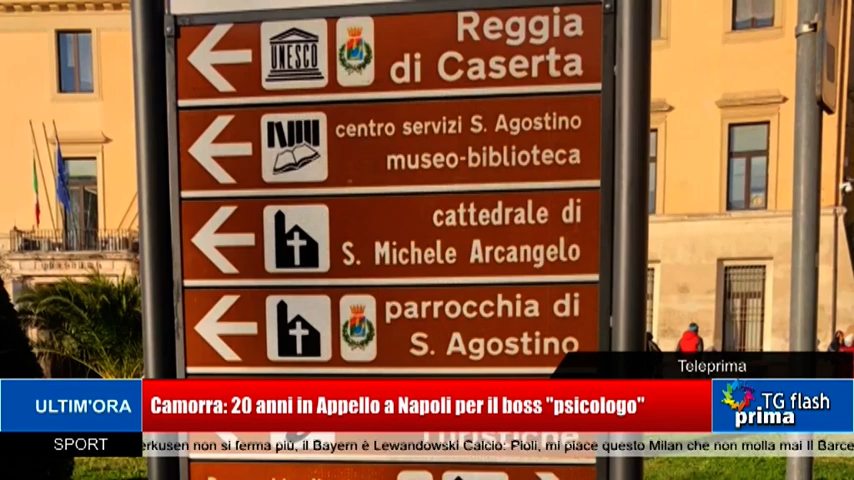 UNESCO
Reggia
di Caserta
centro servizi S. Agostino
museo-biblioteca
cattedrale di
S. Michele Arcangelo
parrocchia di
S. Agostino
Teleprima
ULTIM'ORA
Camorra: 20 anni in Appello a Napoli per il boss "psicologo"
TG flash
prima
SPORT
erkusen non si ferma più, il Bayern è Lewandowski Calcio: Pioli, mi piace questo Milan che non molla mai Il Barce